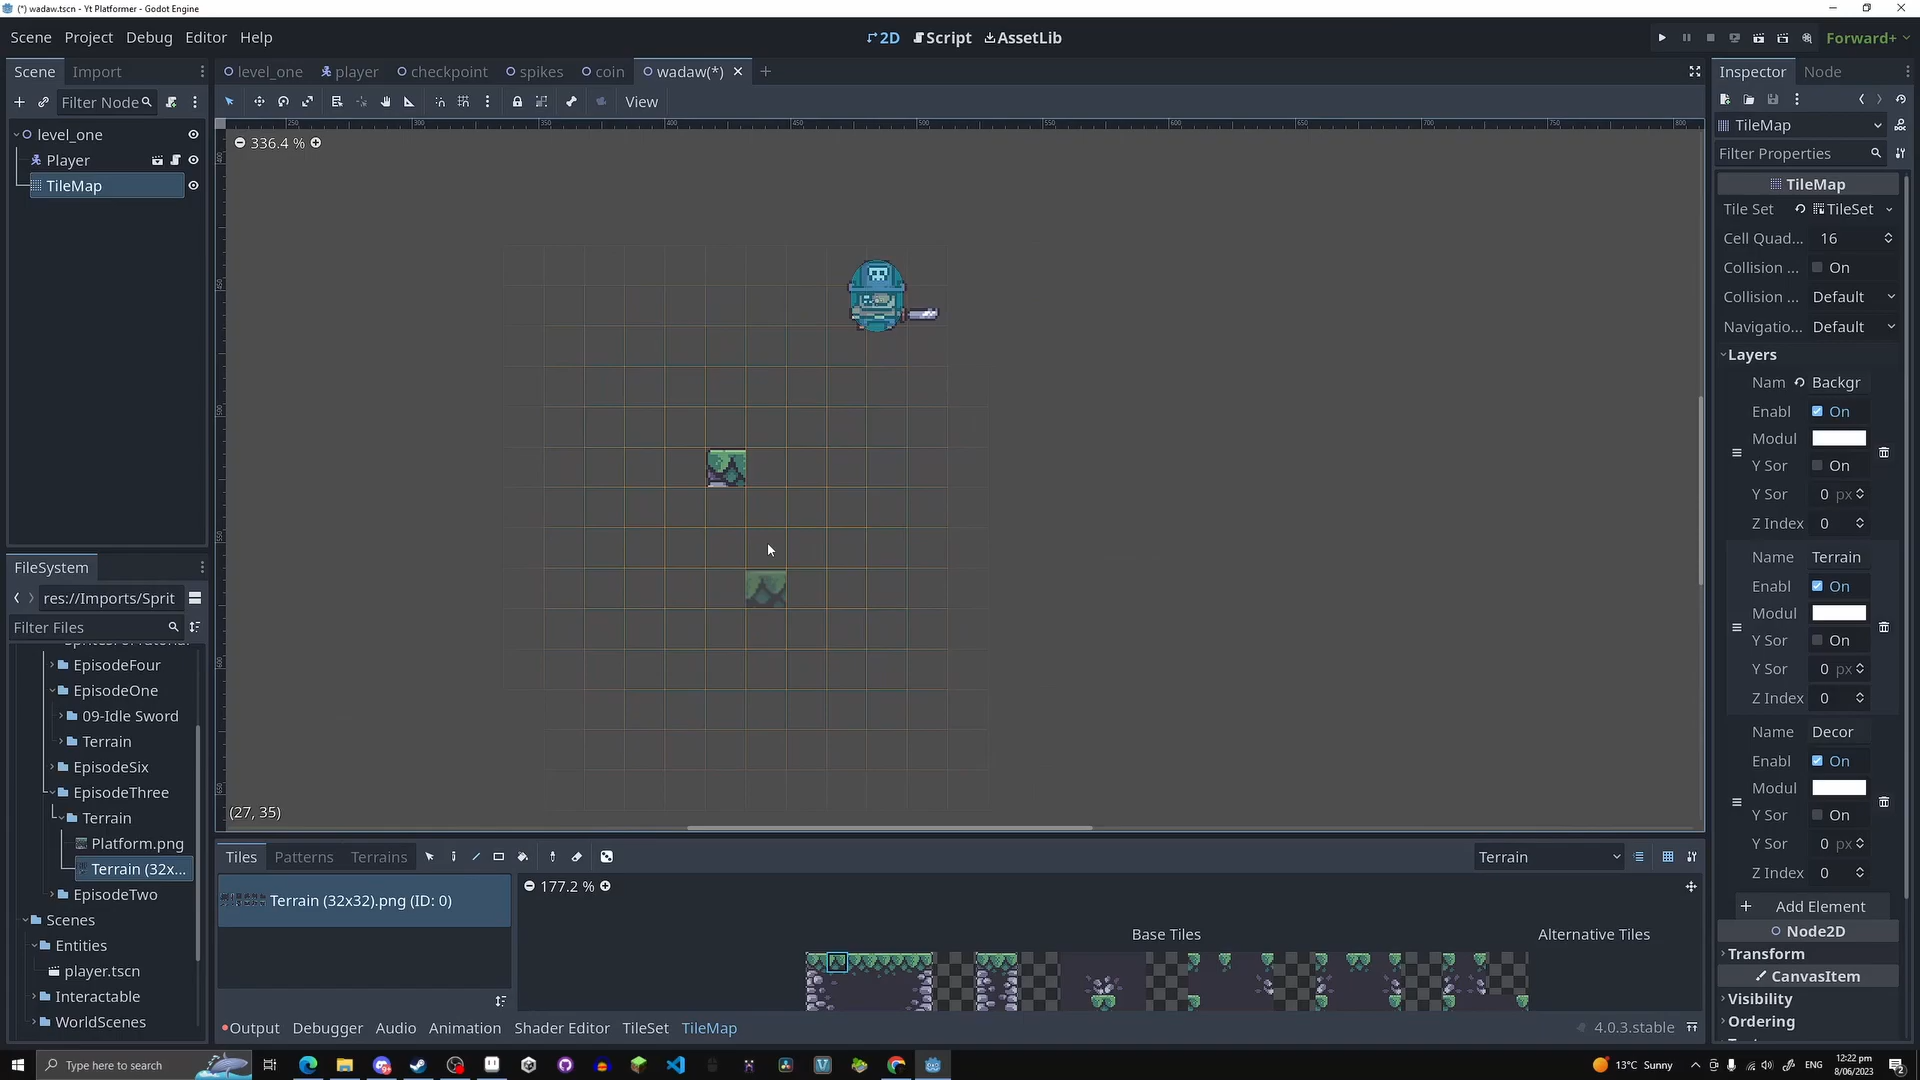 (*) wadaw.tscn - Yt Platformer - Godot Engine
Scene Project Debug Editor Help
2D Script AssetLib
Forward+
Scene Import
level_one player checkpoint spikes coin wadaw(*)
Inspector Node
Filter Node
View
level_one
Player
TileMap
336.4 %
TileMap
Filter Properties
TileMap
Tile Set TileSet
Cell Quad... 16
Collision ... On
Collision ... Default
Navigatio... Default
Layers
Nam Backgr
Enabl On
Modul
Y Sor On
Y Sor 0 px
Z Index 0
Name Terrain
Enabl On
Modul
Y Sor On
Y Sor 0 px
Z Index 0
Name Decor
Enabl On
Modul
Y Sor On
Y Sor 0 px
Z Index 0
Add Element
Node2D
Transform
CanvasItem
Visibility
Ordering
FileSystem
res://Imports/Sprit
Filter Files
EpisodeFour
EpisodeOne
09-Idle Sword
Terrain
EpisodeSix
EpisodeThree
Terrain
Platform.png
Terrain (32x...
EpisodeTwo
Scenes
Entities
player.tscn
Interactable
WorldScenes
(27, 35)
Tiles Patterns Terrains
Terrain
Terrain (32x32).png (ID: 0)
177.2 %
Base Tiles
Alternative Tiles
Output Debugger Audio Animation Shader Editor TileSet TileMap
4.0.3.stable
Type here to search
13°C Sunny
ENG
12:22 pm
8/06/2023